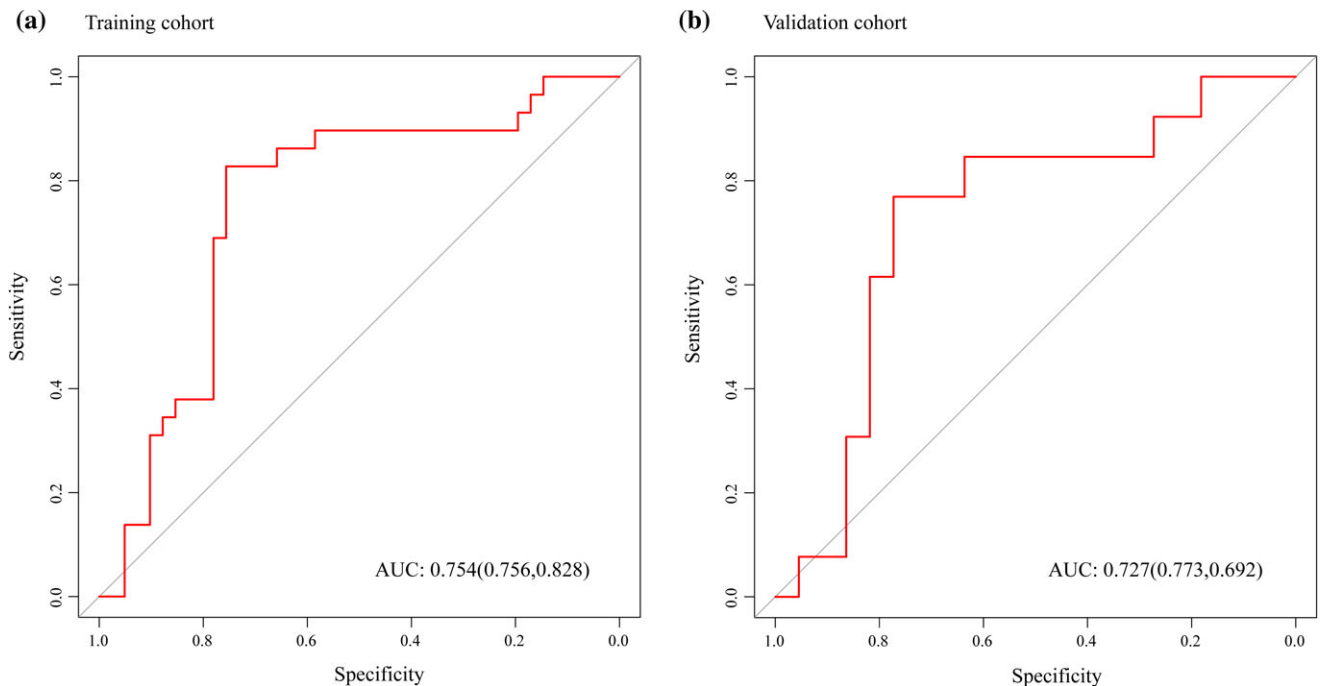 (a) Training cohort
1.0
0.8
0.6
0.4
0.2
0.0
Sensitivity
AUC: 0.754(0.756,0.828)
1.0 0.8 0.6 0.4 0.2 0.0
Specificity
(b) Validation cohort
1.0
0.8
0.6
0.4
0.2
0.0
Sensitivity
AUC: 0.727(0.773,0.692)
1.0 0.8 0.6 0.4 0.2 0.0
Specificity